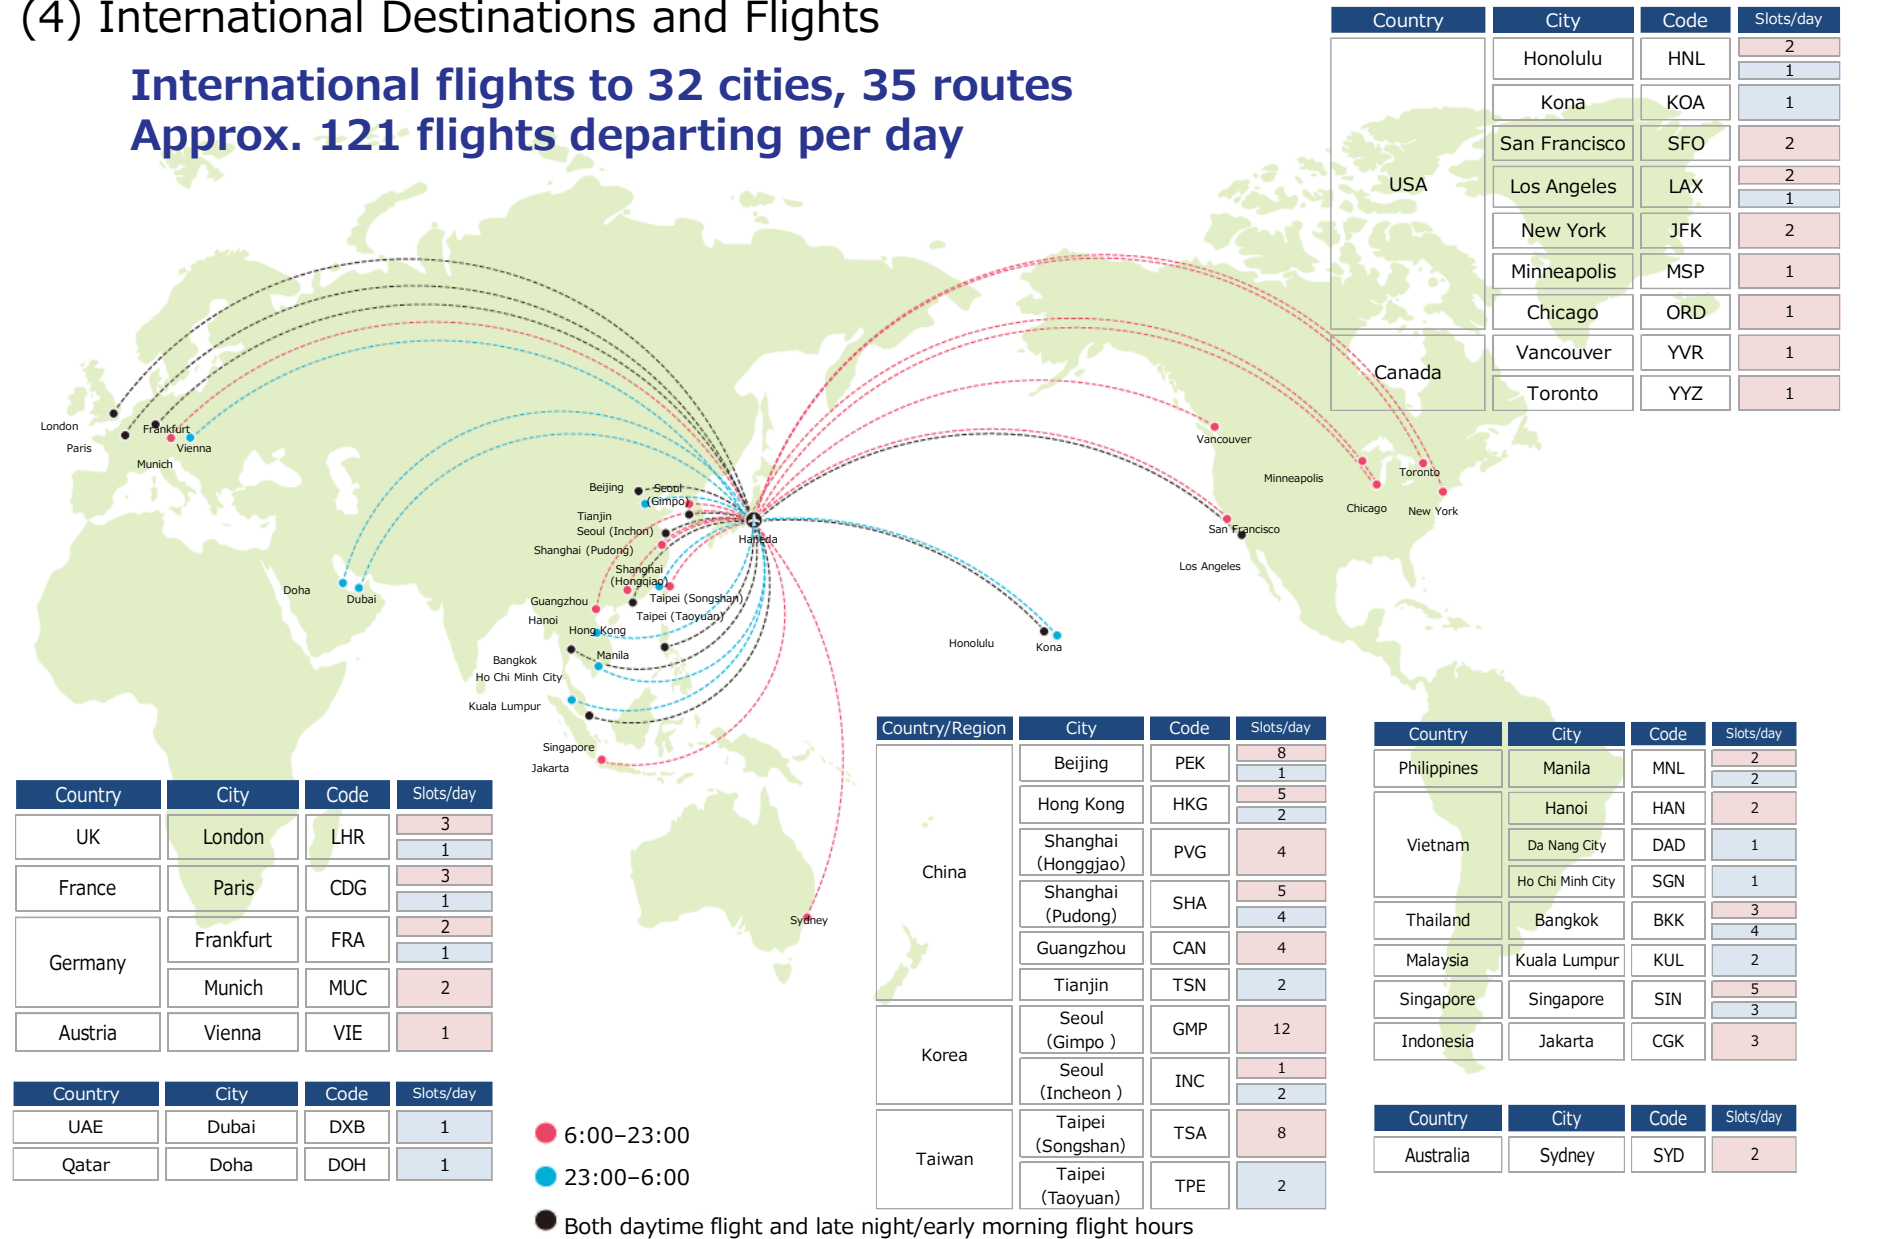 (4) International Destinations and Flights
International flights to 32 cities, 35 routes
Approx. 121 flights departing per day
Country City Code Slots/day
USA
Honolulu HNL 2
1
Kona KOA 1
San Francisco SFO 2
Los Angeles LAX 2
1
New York JFK 2
Minneapolis MSP 1
Chicago ORD 1
Canada
Vancouver YVR 1
Toronto YYZ 1
London
Paris
Frankfurt
Vienna
Munich
Beijing
Seoul
(Gimpo)
Tianjin
Seoul (Inchon)
Shanghai (Pudong)
Haneda
Shanghai
(Hongqiao)
Doha
Dubai
Guangzhou
Taipei (Songshan)
Hanoi
Taipei (Taoyuan)
Hong Kong
Manila
Bangkok
Ho Chi Minh City
Kuala Lumpur
Singapore
Jakarta
Sydney
Vancouver
Minneapolis
Toronto
Chicago
New York
San Francisco
Los Angeles
Honolulu
Kona
Country City Code Slots/day
UK London LHR 3
1
France Paris CDG 3
1
Germany
Frankfurt FRA 2
1
Munich MUC 2
Austria Vienna VIE 1
Country City Code Slots/day
UAE Dubai DXB 1
Qatar Doha DOH 1
6:00–23:00
23:00–6:00
Both daytime flight and late night/early morning flight hours
Country/Region City Code Slots/day
China
Beijing PEK 8
1
Hong Kong HKG 5
2
Shanghai
(Honggjao) PVG 4
Shanghai
(Pudong) SHA 5
4
Guangzhou CAN 4
Tianjin TSN 2
Korea
Seoul
(Gimpo ) GMP 12
Seoul
(Incheon ) INC 1
2
Taiwan
Taipei
(Songshan) TSA 8
Taipei
(Taoyuan) TPE 2
Country City Code Slots/day
Philippines Manila MNL 2
2
Vietnam
Hanoi HAN 2
Da Nang City DAD 1
Ho Chi Minh City SGN 1
Thailand Bangkok BKK 3
4
Malaysia Kuala Lumpur KUL 2
Singapore Singapore SIN 5
3
Indonesia Jakarta CGK 3
Country City Code Slots/day
Australia Sydney SYD 2